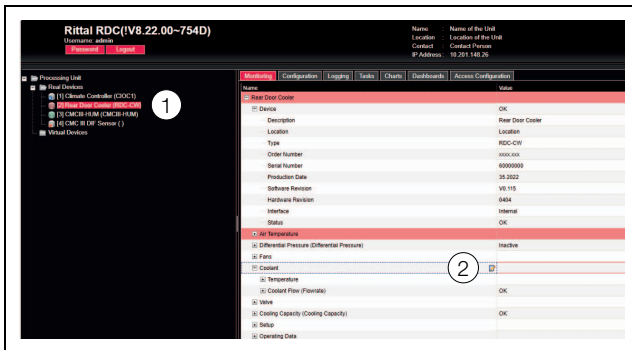 Rittal RDC(!V8.22.00~754D)
Username: admin
Password Logout
Name : Name of the Unit
Location : Location of the Unit
Contact : Contact Person
IP Address: 10.201.148.26
Processing Unit
Real Devices
[1] Climate Controller (CIOC1)
[2] Rear Door Cooler (RDC-CW)
[3] CMCIII-HUM (CMCIII-HUM)
[4] CMC III DIF Sensor ( )
Virtual Devices
1
Monitoring Configuration Logging Tasks Charts Dashboards Access Configuration
Name Value
Rear Door Cooler
Device OK
Description Rear Door Cooler
Location Location
Type RDC-CW
Order Number xxxx.xxx
Serial Number 60000000
Production Date 35.2022
Software Revision V0.115
Hardware Revision 0404
Interface Internal
Status OK
Air Temperature
Differential Pressure (Differential Pressure) Inactive
Fans
Coolant
2
Temperature
Coolant Flow (Flowrate) OK
Valve
Cooling Capacity (Cooling Capacity) OK
Setup
Operating Data